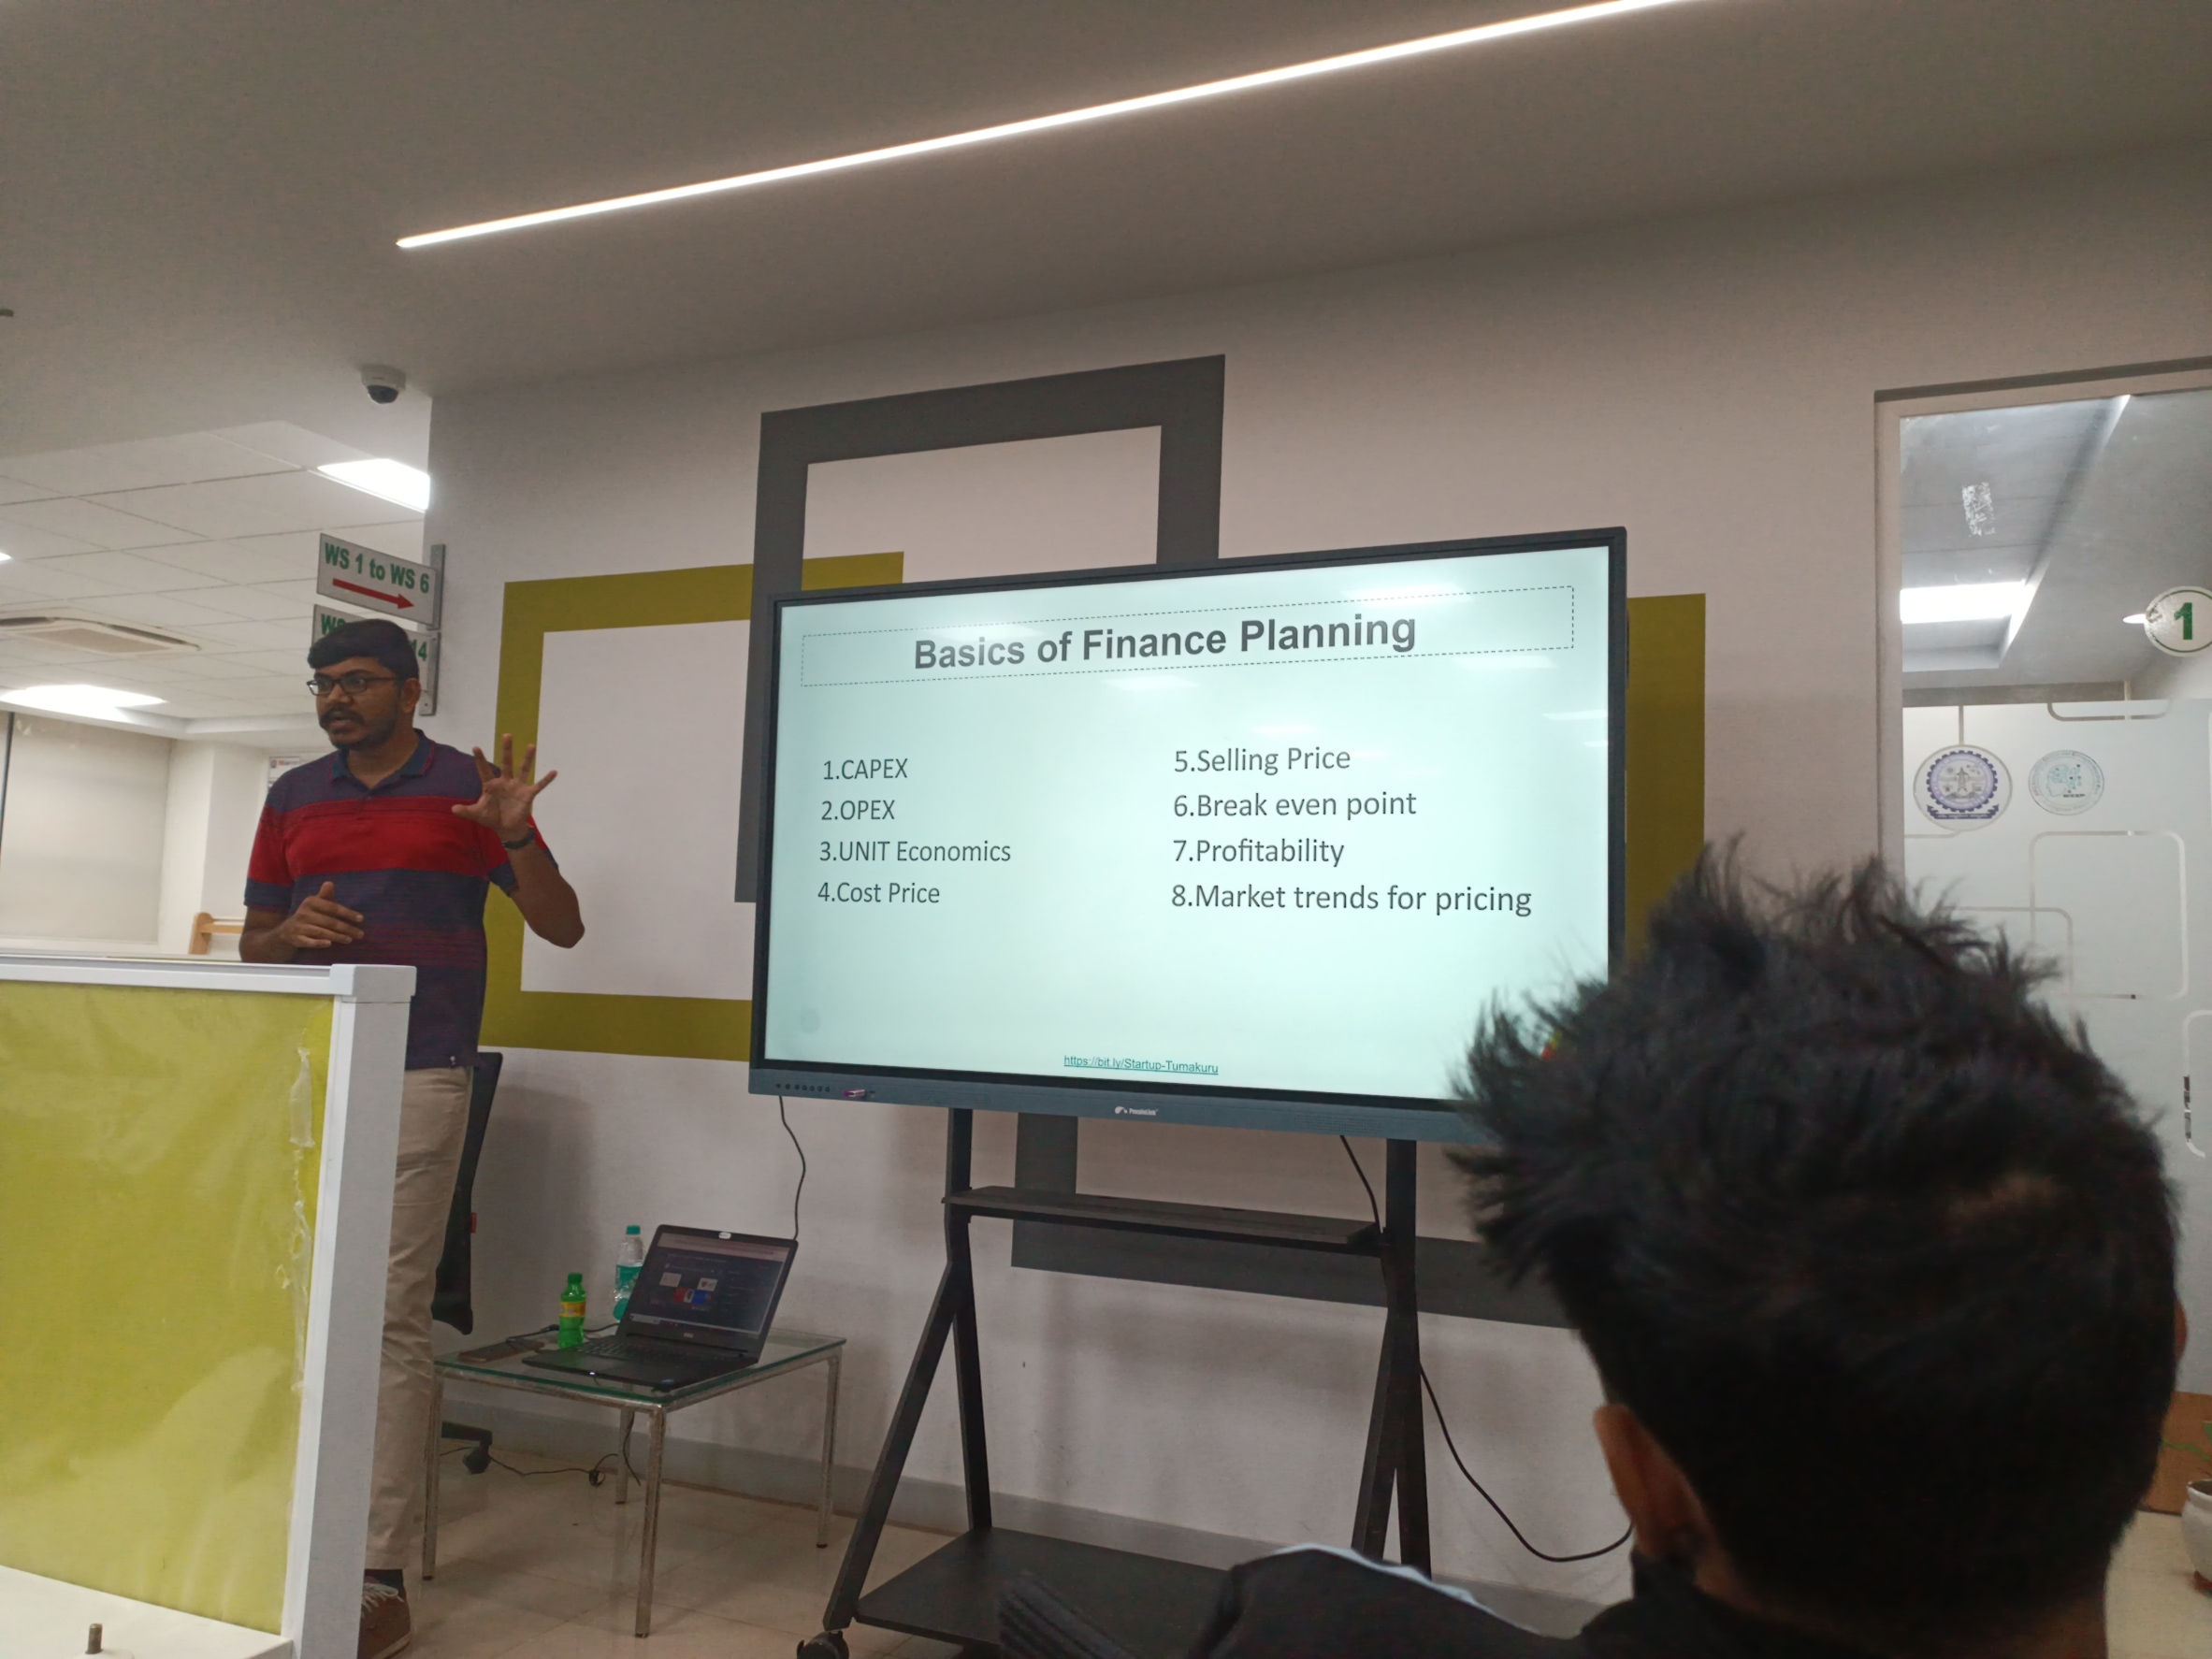 WS 1 to WS 6
14
Basics of Finance Planning
1.CAPEX
2.OPEX
3.UNIT Economics
4.Cost Price
5.Selling Price
6.Break even point
7.Profitability
8.Market trends for pricing
https://bit.ly/Startup-Tumakuru
PeopleLink
1